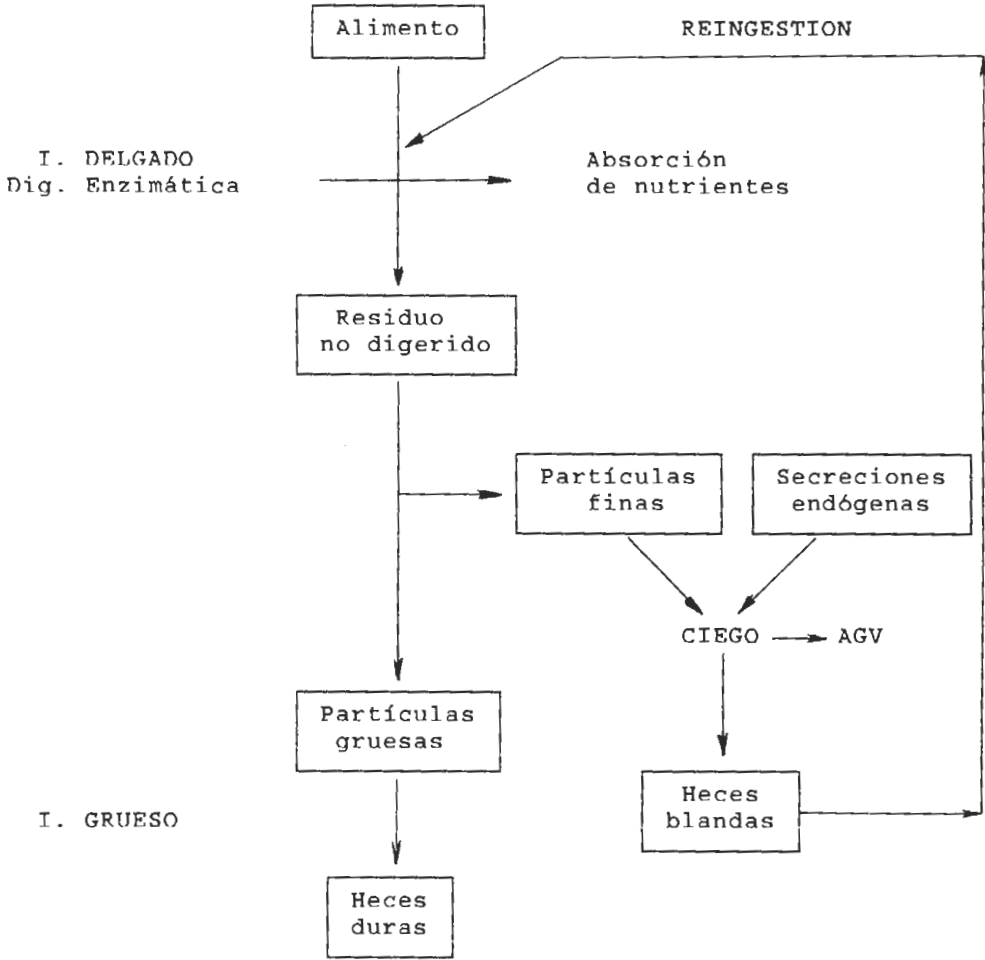 Alimento
REINGESTION
I. DELGADO
Dig. Enzimática
Absorción
de nutrientes
Residuo
no digerido
Partículas
finas
Secreciones
endógenas
CIEGO
AGV
Partículas
gruesas
Heces
blandas
I. GRUESO
Heces
duras